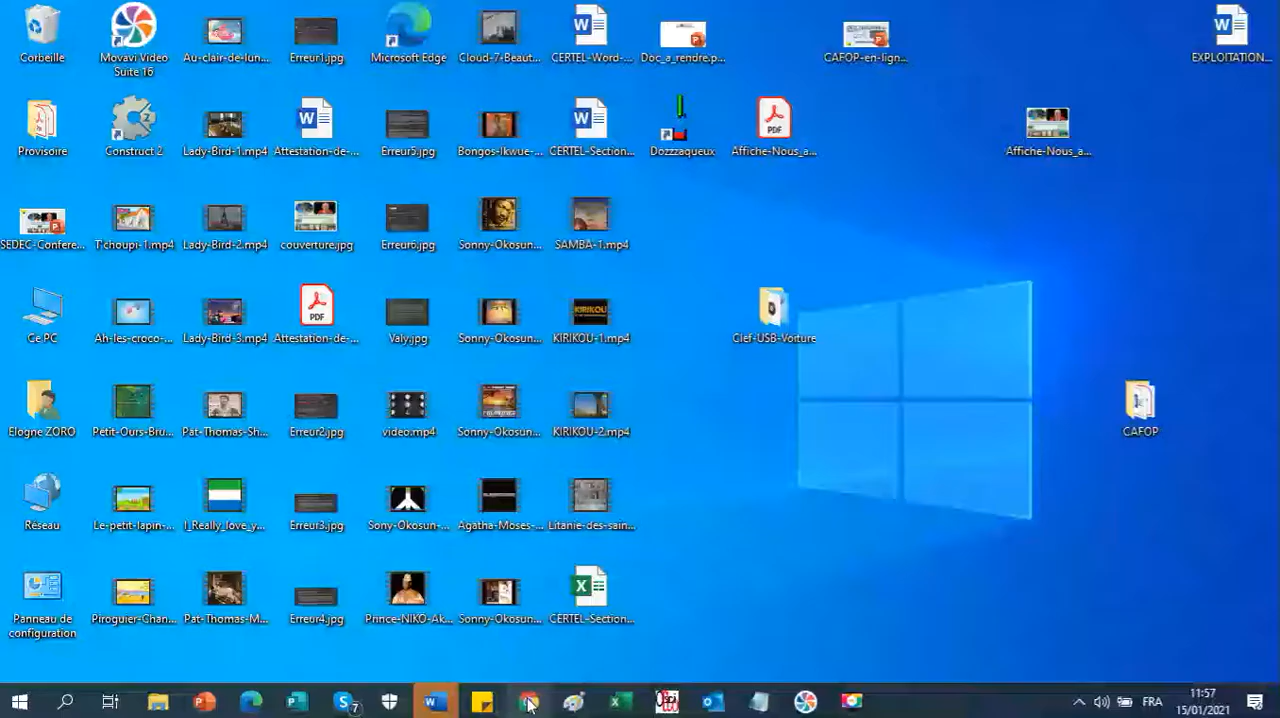 Corbeille
Movavi Video
Suite 16
Au-clair-de-lun...
Erreur1.jpg
Microsoft Edge
Cloud-7-Beaut...
CERTEL-Word-...
Doc_a_rendre.p...
CAFOP-en-lign...
EXPLOITATION...
Provisoire
Construct 2
Lady-Bird-1.mp4
Attestation-de-...
Erreur5.jpg
Bongos-Ikwue-...
CERTEL-Section...
Dozzzaqueux
Affiche-Nous_a...
Affiche-Nous_a...
SEDEC-Confere...
T'choupi-1.mp4
Lady-Bird-2.mp4
couverture.jpg
Erreur6.jpg
Sonny-Okosun...
SAMBA-1.mp4
Ce PC
Ah-les-croco-...
Lady-Bird-3.mp4
PDF
Attestation-de-...
Valy.jpg
Sonny-Okosun...
KIRIKOU
KIRIKOU-1.mp4
Clef-USB-Voiture
Elogne ZORO
Petit-Ours-Bru...
Pat-Thomas-Sh...
Erreur2.jpg
video.mp4
Sonny-Okosun...
KIRIKOU-2.mp4
CAFOP
Réseau
Le-petit-lapin-...
I_Really_love_y...
Erreur3.jpg
Sony-Okosun-...
Agatha-Moses-...
Litanie-des-sain...
Panneau de
configuration
Piroguier-Chan...
Pat-Thomas-M...
Erreur4.jpg
Prince-NIKO-Ak...
Sonny-Okosun...
CERTEL-Section...
7
FRA
11:57
15/01/2021